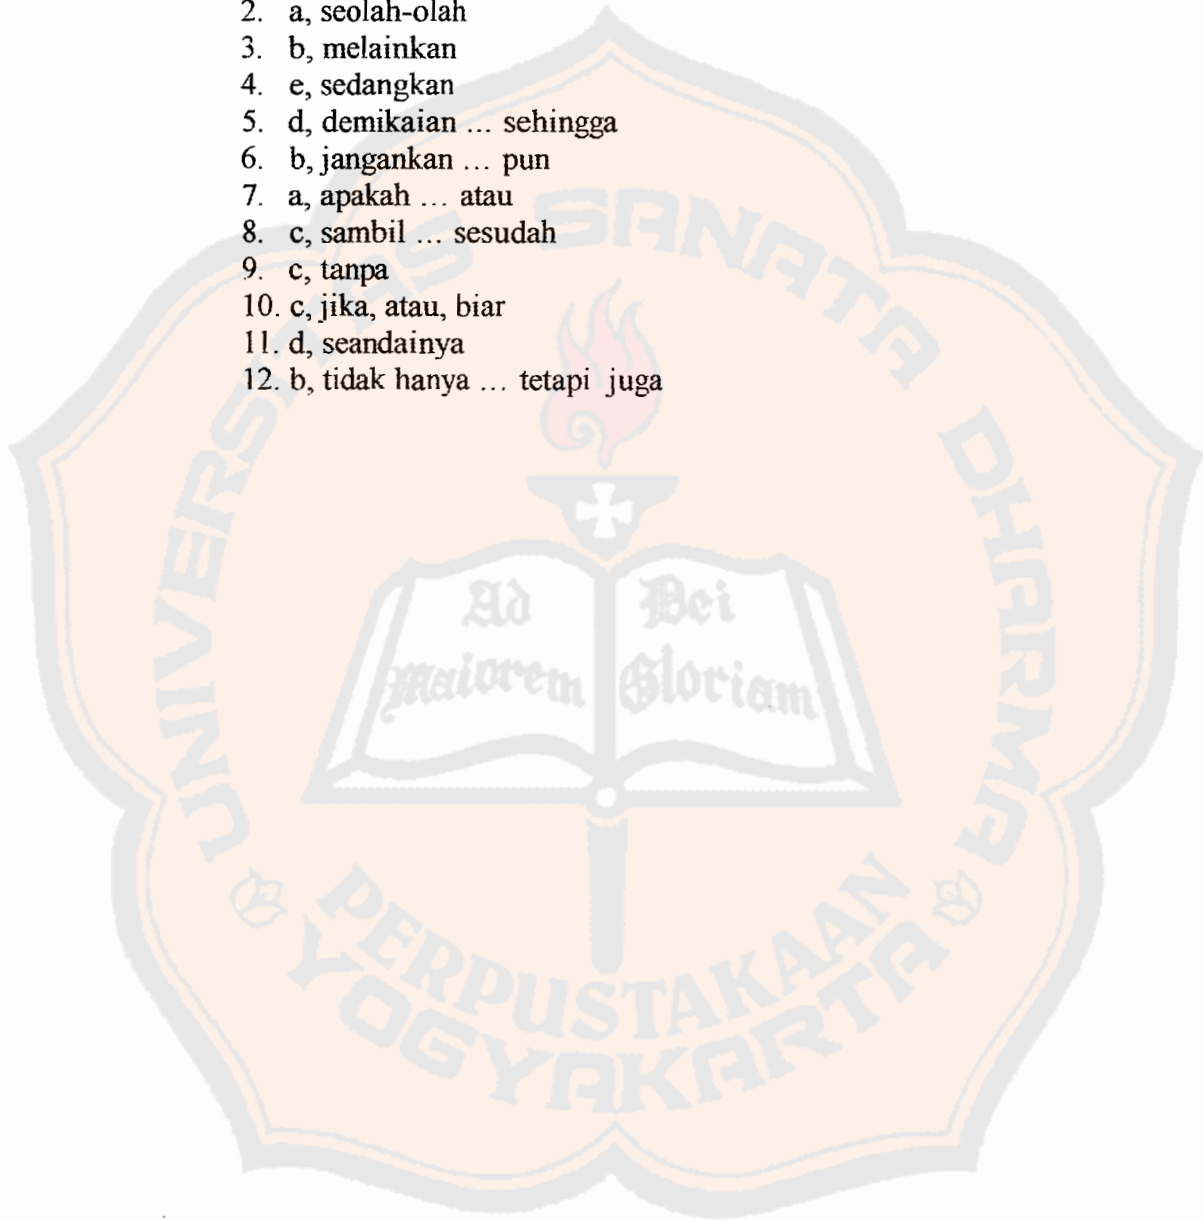 2. a, seolah-olah
3. b, melainkan
4. e, sedangkan
5. d, demikaian ... sehingga
6. b, jangankan ... pun
7. a, apakah ... atau
8. c, sambil ... sesudah
9. c, tanpa
10. c, jika, atau, biar
11. d, seandainya
12. b, tidak hanya ... tetapi juga
UNIVERSITAS SANATA DHARMA
Ad Dei
Maiorem Gloriam
PERPUSTAKAAN
YOGYAKARTA